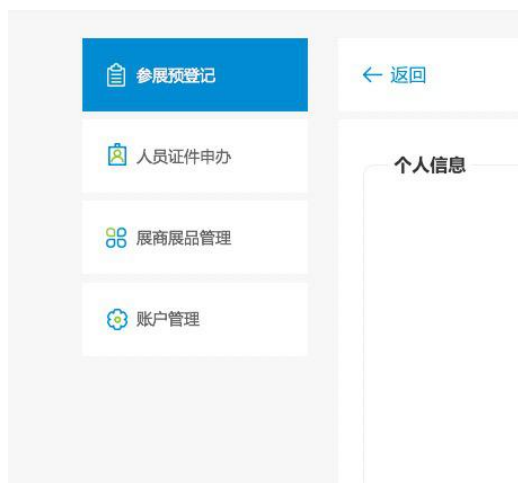 参展预登记
← 返回
人员证件申办
个人信息
展商展品管理
账户管理